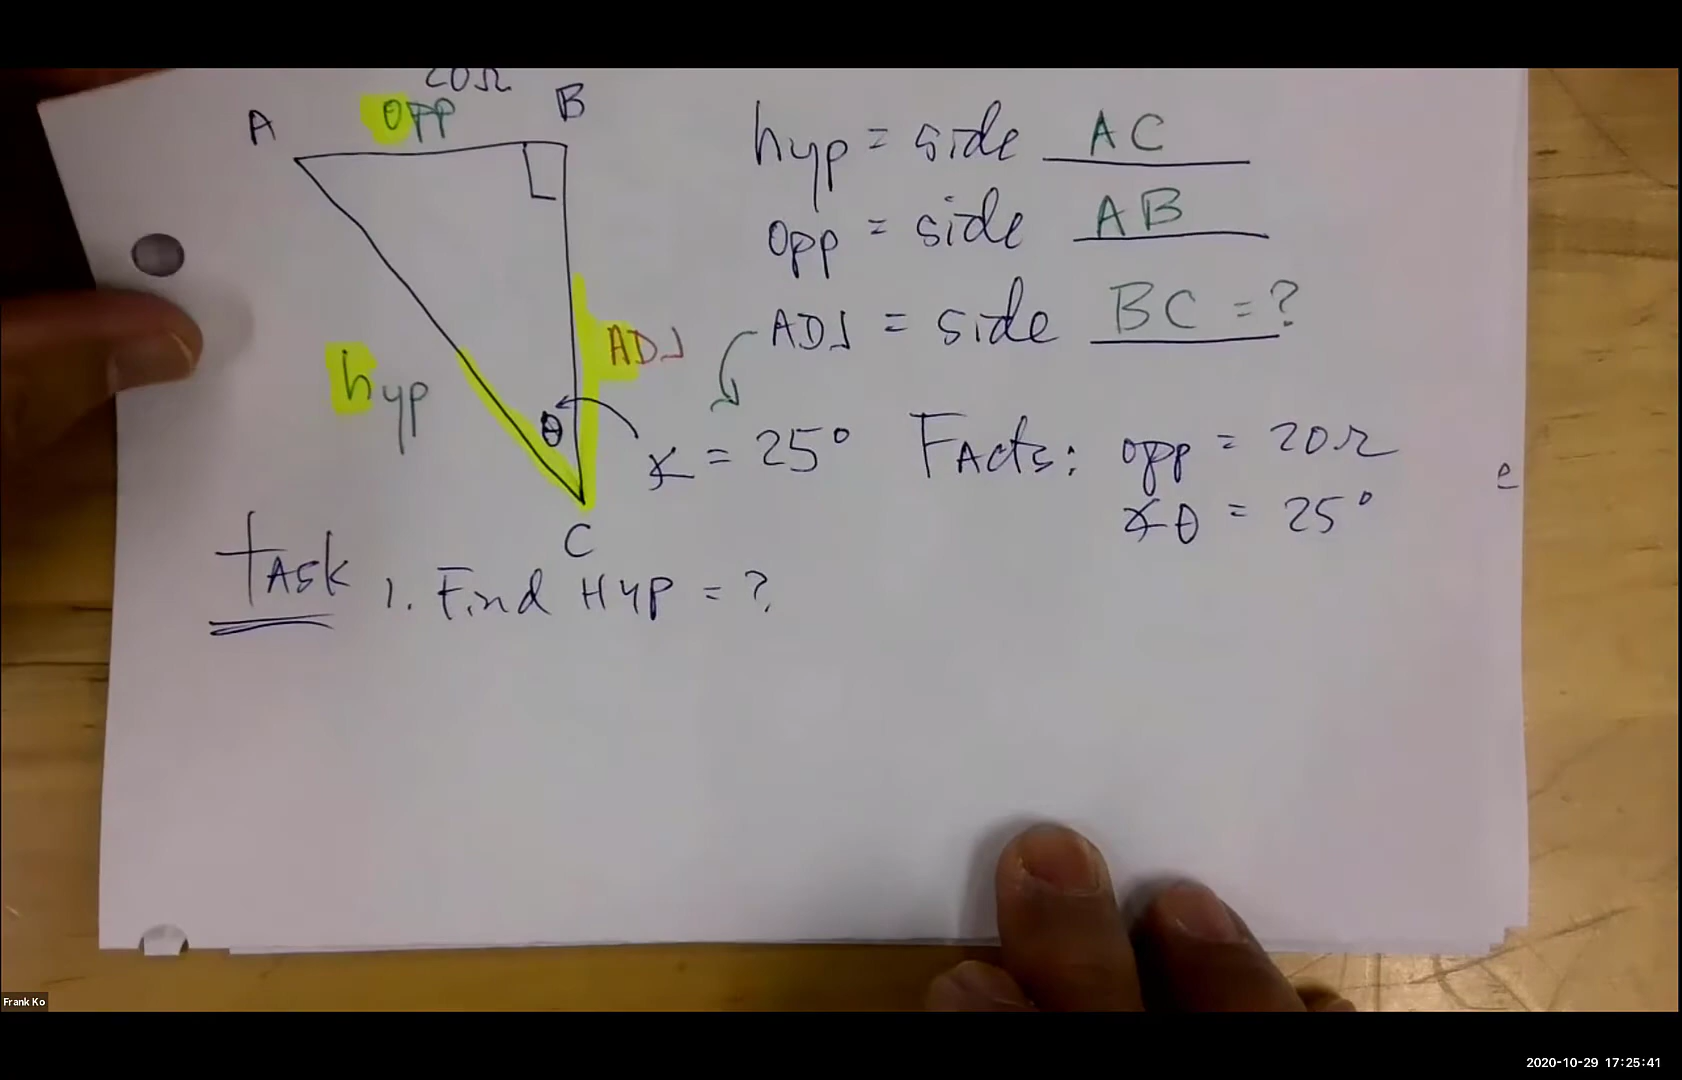 20Ω
OPP
A
B
hyp = side AC
opp = side AB
ADJ = side BC = ?
ADJ
hyp
θ
∡ = 25°
Facts: opp = 20Ω
∡θ = 25°
e
C
TASK 1. Find Hyp = ?
Frank Ko
2020-10-29 17:25:41